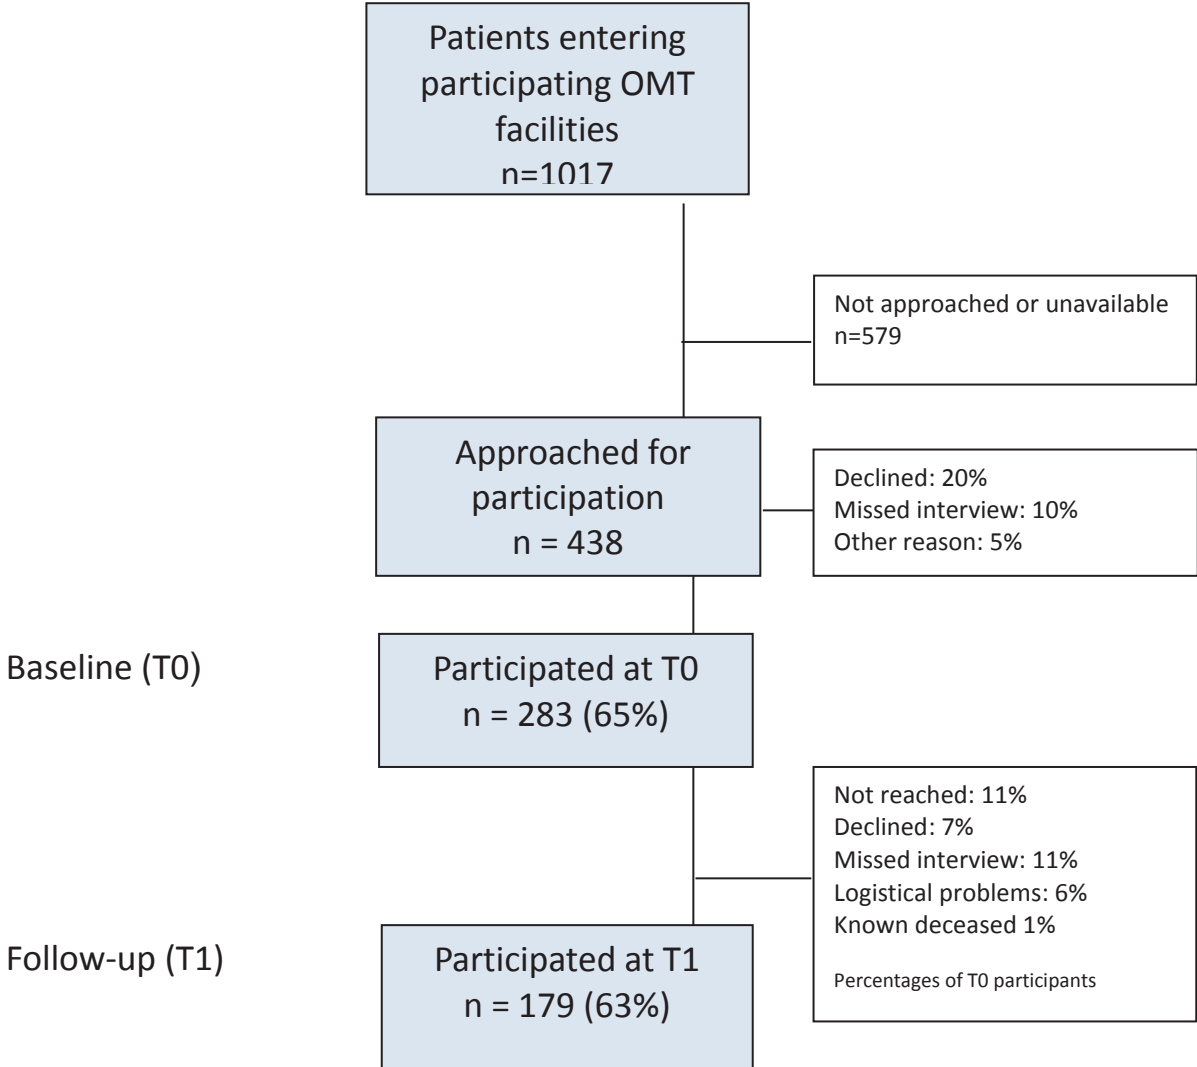 Patients entering
participating OMT
facilities
n=1017
Not approached or unavailable
n=579
Approached for
participation
n = 438
Declined: 20%
Missed interview: 10%
Other reason: 5%
Baseline (T0)
Participated at T0
n = 283 (65%)
Not reached: 11%
Declined: 7%
Missed interview: 11%
Logistical problems: 6%
Known deceased 1%
Percentages of T0 participants
Follow-up (T1)
Participated at T1
n = 179 (63%)